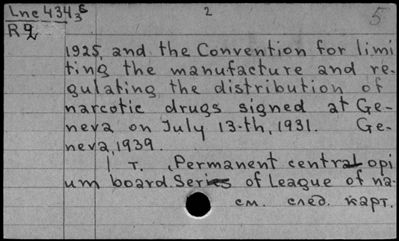 Lnc 434₃⁶ 2 5
R q
1925, and the Convention for limi
ting the manufacture and re-
gulating the distribution of
narcotic drugs signed at Ge-
neva on July 13-th, 1931. Ge-
neva, 1939.
1 т. (Permanent central opi
um board. Series of League of na-
см. след. карт.